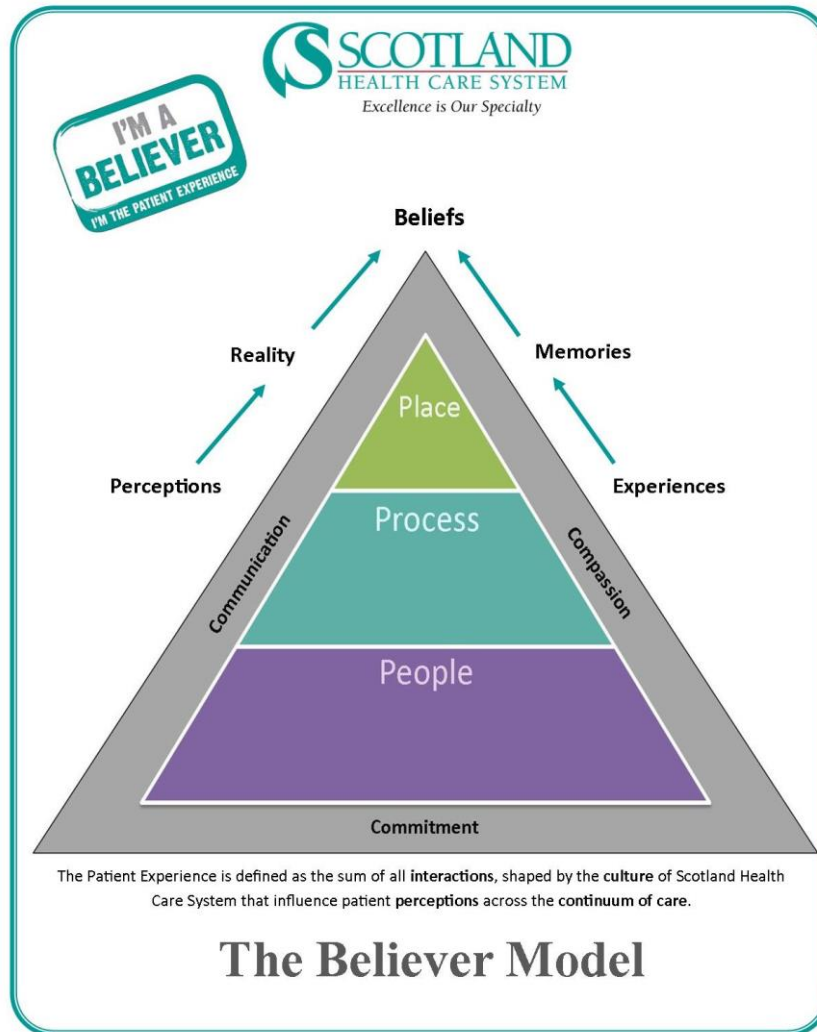 SCOTLAND
HEALTH CARE SYSTEM
Excellence is Our Specialty
I'M A
BELIEVER
I'M THE PATIENT EXPERIENCE
Beliefs
Reality
Memories
Perceptions
Experiences
Place
Process
People
Communication
Compassion
Commitment
The Patient Experience is defined as the sum of all interactions, shaped by the culture of Scotland Health
Care System that influence patient perceptions across the continuum of care.
The Believer Model